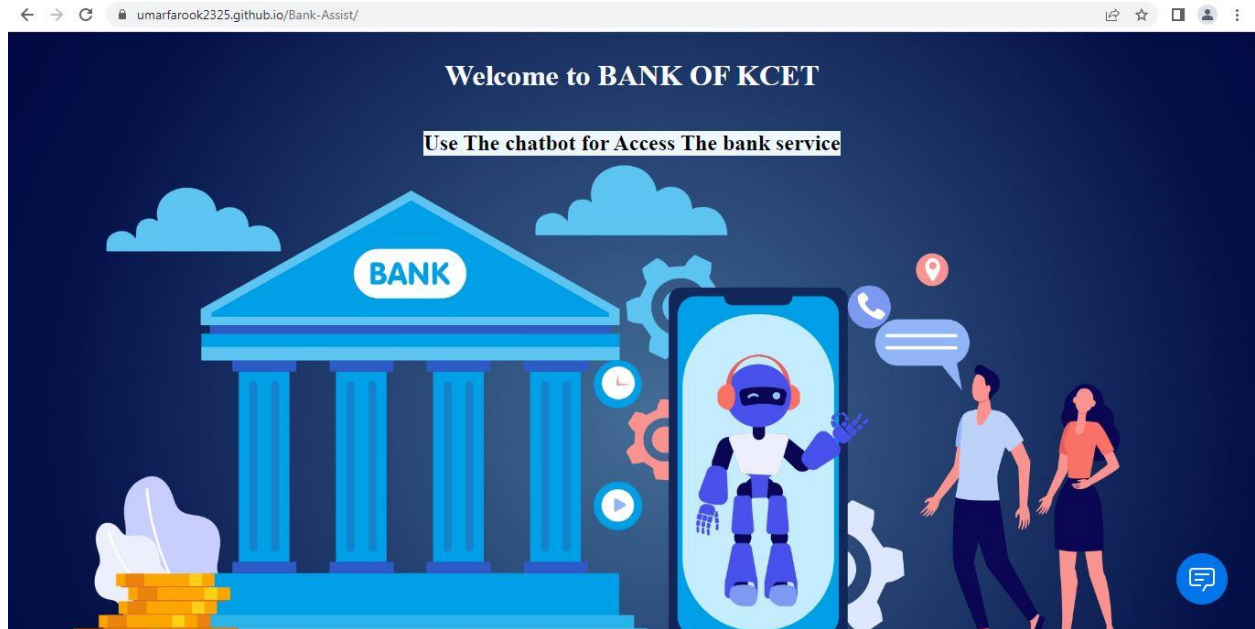 umarfarook2325.github.io/Bank-Assist/
Welcome to BANK OF KCET
Use The chatbot for Access The bank service
BANK